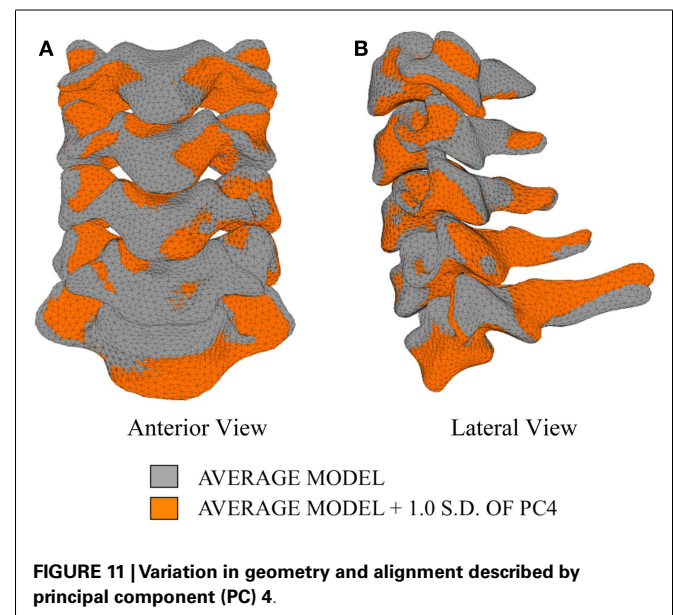 A
B
Anterior View
Lateral View
AVERAGE MODEL
AVERAGE MODEL + 1.0 S.D. OF PC4
FIGURE 11 | Variation in geometry and alignment described by
principal component (PC) 4.